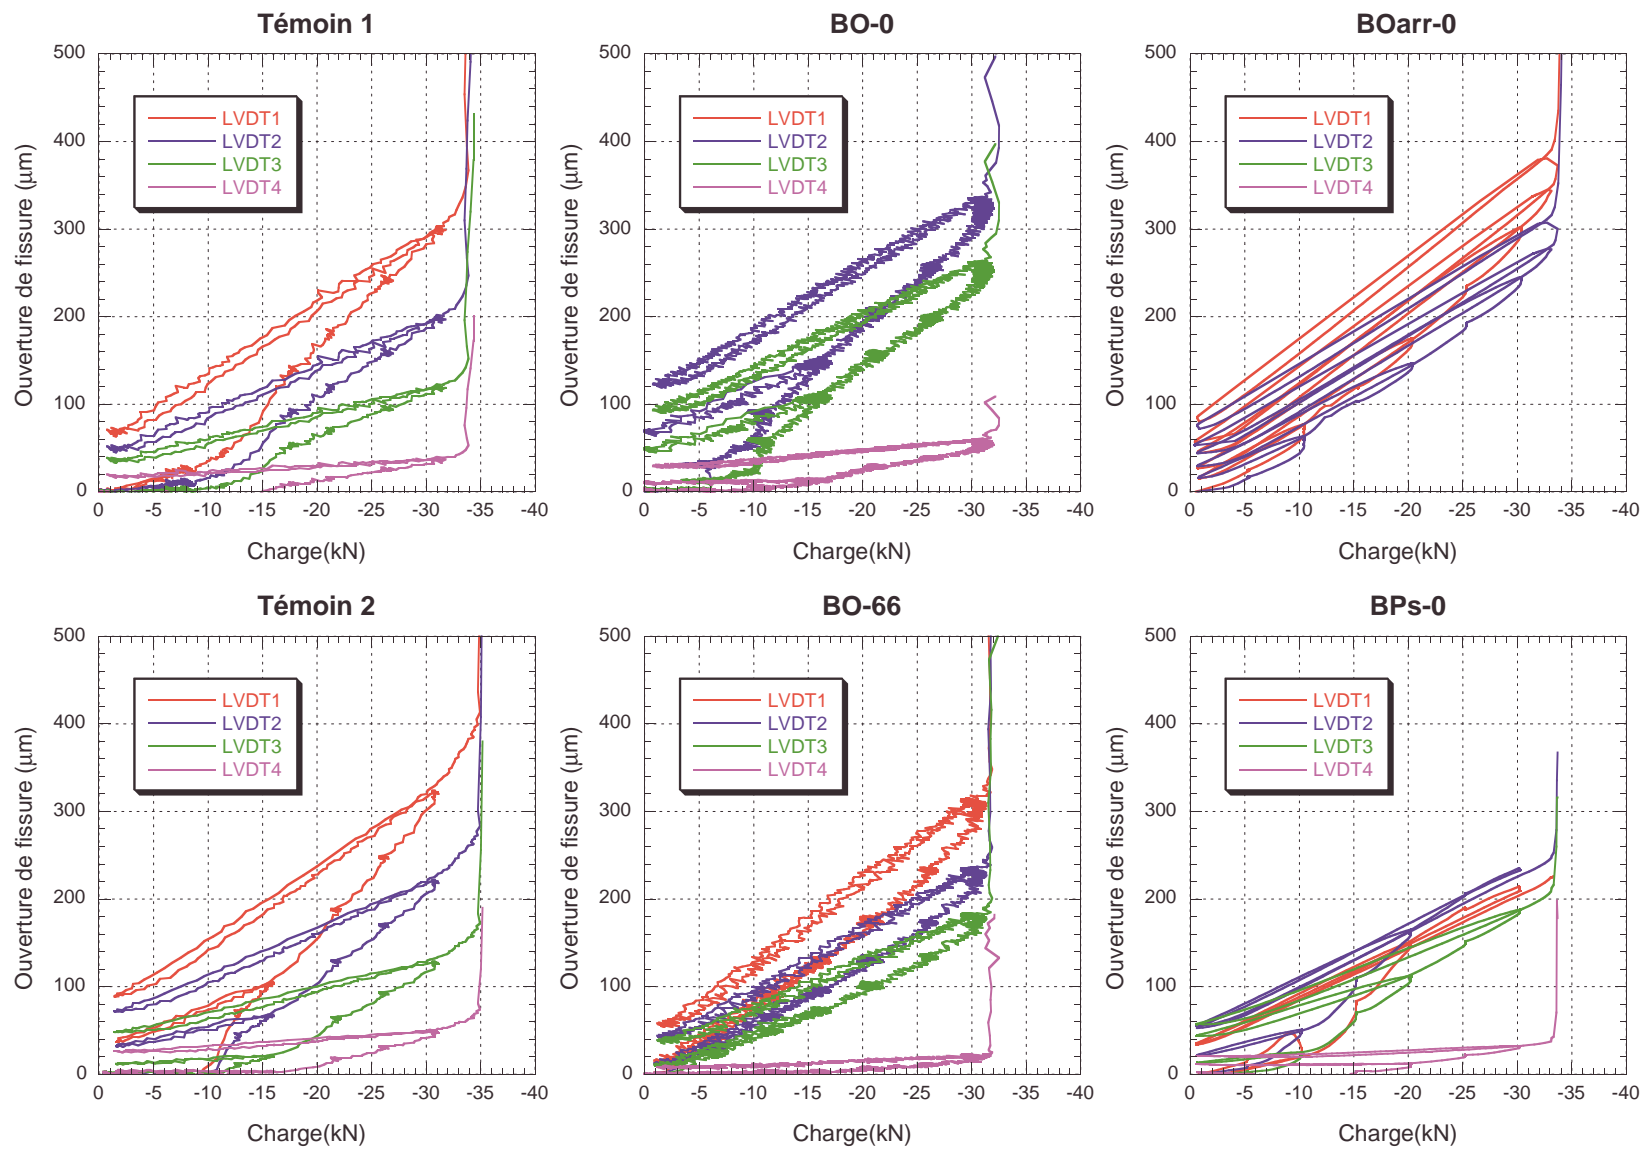 Témoin 1
500
400
300
200
100
0
Ouverture de fissure (µm)
LVDT1
LVDT2
LVDT3
LVDT4
0 -5 -10 -15 -20 -25 -30 -35 -40
Charge(kN)
BO-0
500
400
300
200
100
0
Ouverture de fissure (µm)
LVDT1
LVDT2
LVDT3
LVDT4
0 -5 -10 -15 -20 -25 -30 -35 -40
Charge(kN)
BOarr-0
500
400
300
200
100
0
Ouverture de fissure (µm)
LVDT1
LVDT2
LVDT3
LVDT4
0 -5 -10 -15 -20 -25 -30 -35 -40
Charge(kN)
Témoin 2
500
400
300
200
100
0
Ouverture de fissure (µm)
LVDT1
LVDT2
LVDT3
LVDT4
0 -5 -10 -15 -20 -25 -30 -35 -40
Charge(kN)
BO-66
500
400
300
200
100
0
Ouverture de fissure (µm)
LVDT1
LVDT2
LVDT3
LVDT4
0 -5 -10 -15 -20 -25 -30 -35 -40
Charge(kN)
BPs-0
500
400
300
200
100
0
Ouverture de fissure (µm)
LVDT1
LVDT2
LVDT3
LVDT4
0 -5 -10 -15 -20 -25 -30 -35 -40
Charge(kN)